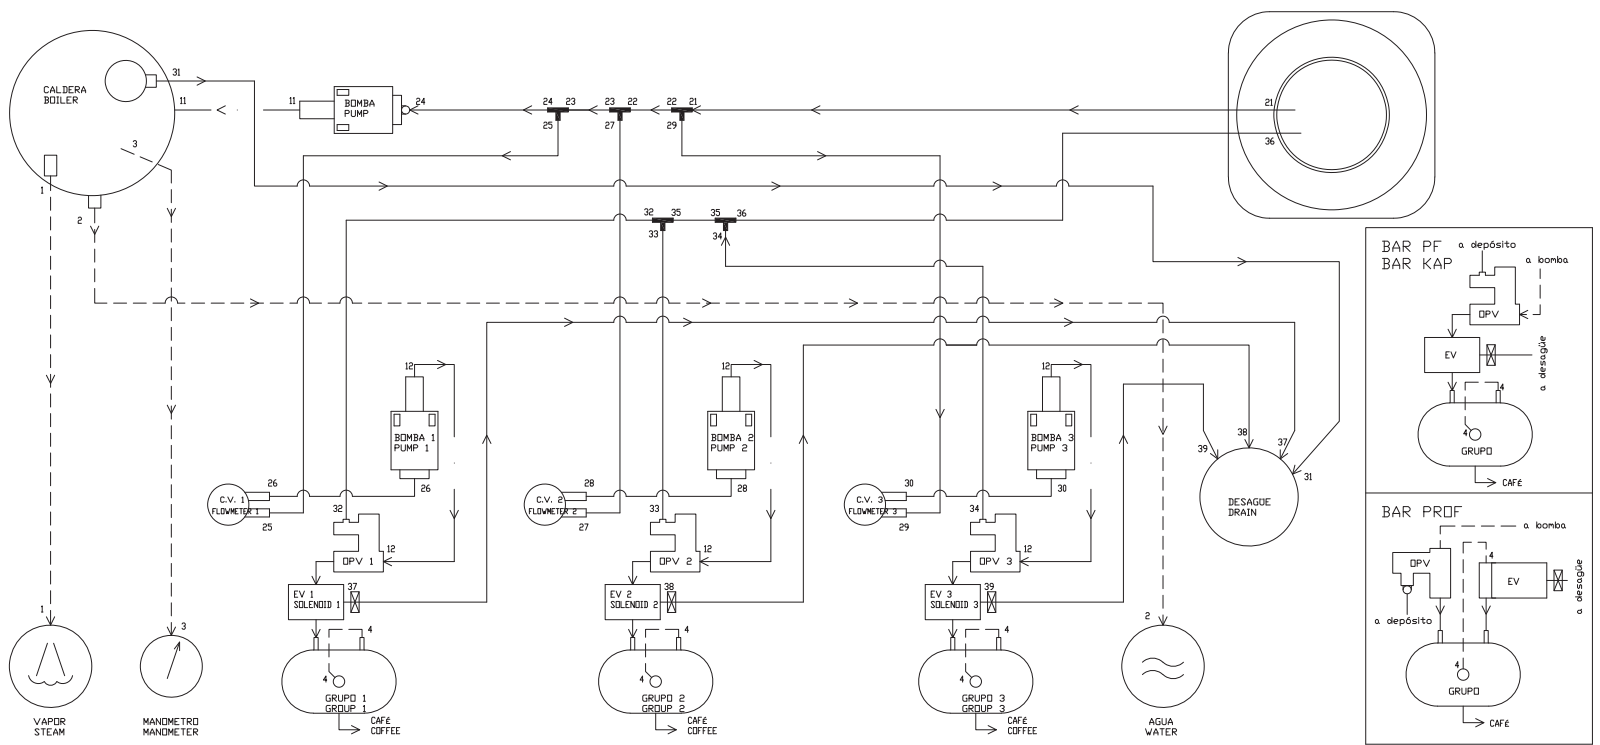 CALDERA
BOILER
31
11
11
BOMBA
PUMP
24
24
23
25
23
22
27
22
21
29
21
36
3
1
2
32
35
33
35
36
34
BAR PF
BAR KAP
a depósito
a bomba
OPV
EV
a desagüe
4
4
GRUPO
CAFÉ
12
BOMBA 1
PUMP 1
12
BOMBA 2
PUMP 2
12
BOMBA 3
PUMP 3
39
38
37
31
DESAGUE
DRAIN
26
C.V. 1
FLOWMETER 1
25
26
32
28
C.V. 2
FLOWMETER 2
27
28
33
30
C.V. 3
FLOWMETER 3
29
30
34
OPV 1
12
OPV 2
12
OPV 3
12
EV 1
SOLENOID 1
37
EV 2
SOLENOID 2
38
EV 3
SOLENOID 3
39
BAR PROF
a bomba
OPV
4
EV
a desagüe
a depósito
4
GRUPO
CAFÉ
1
3
2
4
4
GRUPO 1
GROUP 1
4
4
GRUPO 2
GROUP 2
4
4
GRUPO 3
GROUP 3
VAPOR
STEAM
MANOMETRO
MANOMETER
CAFÉ
COFFEE
CAFÉ
COFFEE
CAFÉ
COFFEE
AGUA
WATER